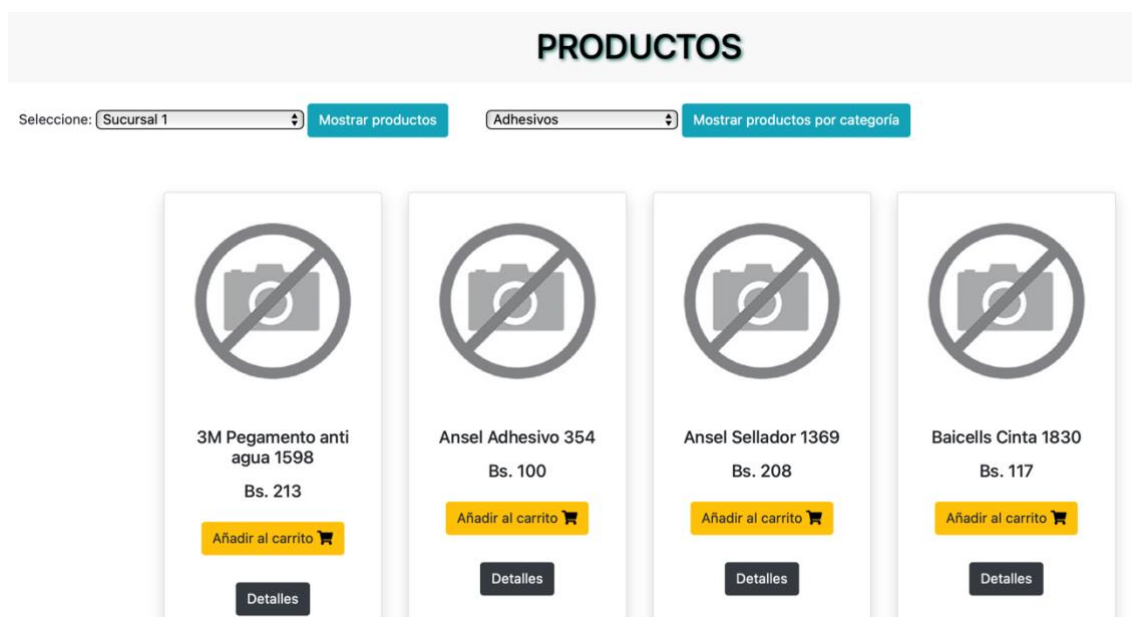 PRODUCTOS
Seleccione: Sucursal 1 Mostrar productos Adhesivos Mostrar productos por categoría
3M Pegamento anti
agua 1598
Bs. 213
Añadir al carrito
Detalles
Ansel Adhesivo 354
Bs. 100
Añadir al carrito
Detalles
Ansel Sellador 1369
Bs. 208
Añadir al carrito
Detalles
Baicells Cinta 1830
Bs. 117
Añadir al carrito
Detalles